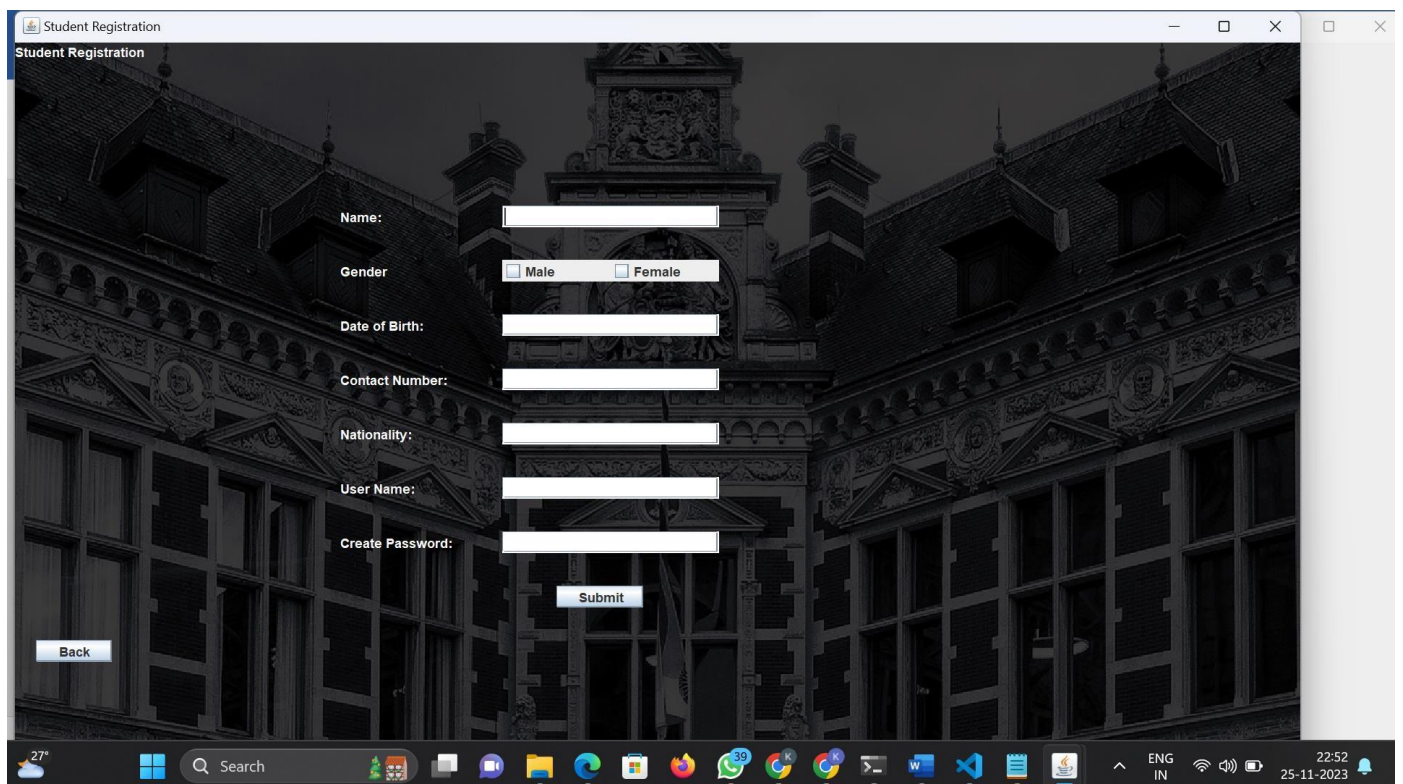 Student Registration
Student Registration
Name:
Gender Male Female
Date of Birth:
Contact Number:
Nationality:
User Name:
Create Password:
Submit
Back
27°
Search
39
K
K
ENG
IN
22:52
25-11-2023